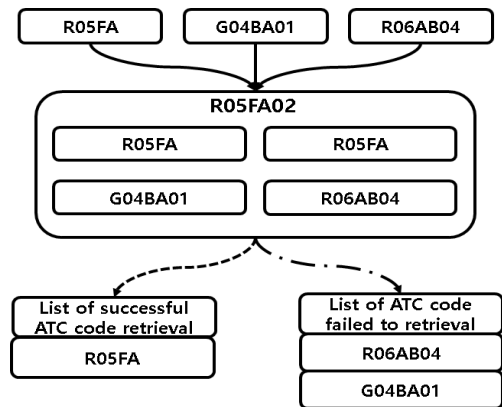 R05FA
G04BA01
R06AB04
R05FA02
R05FA
R05FA
G04BA01
R06AB04
List of successful
ATC code retrieval
R05FA
List of ATC code
failed to retrieval
R06AB04
G04BA01